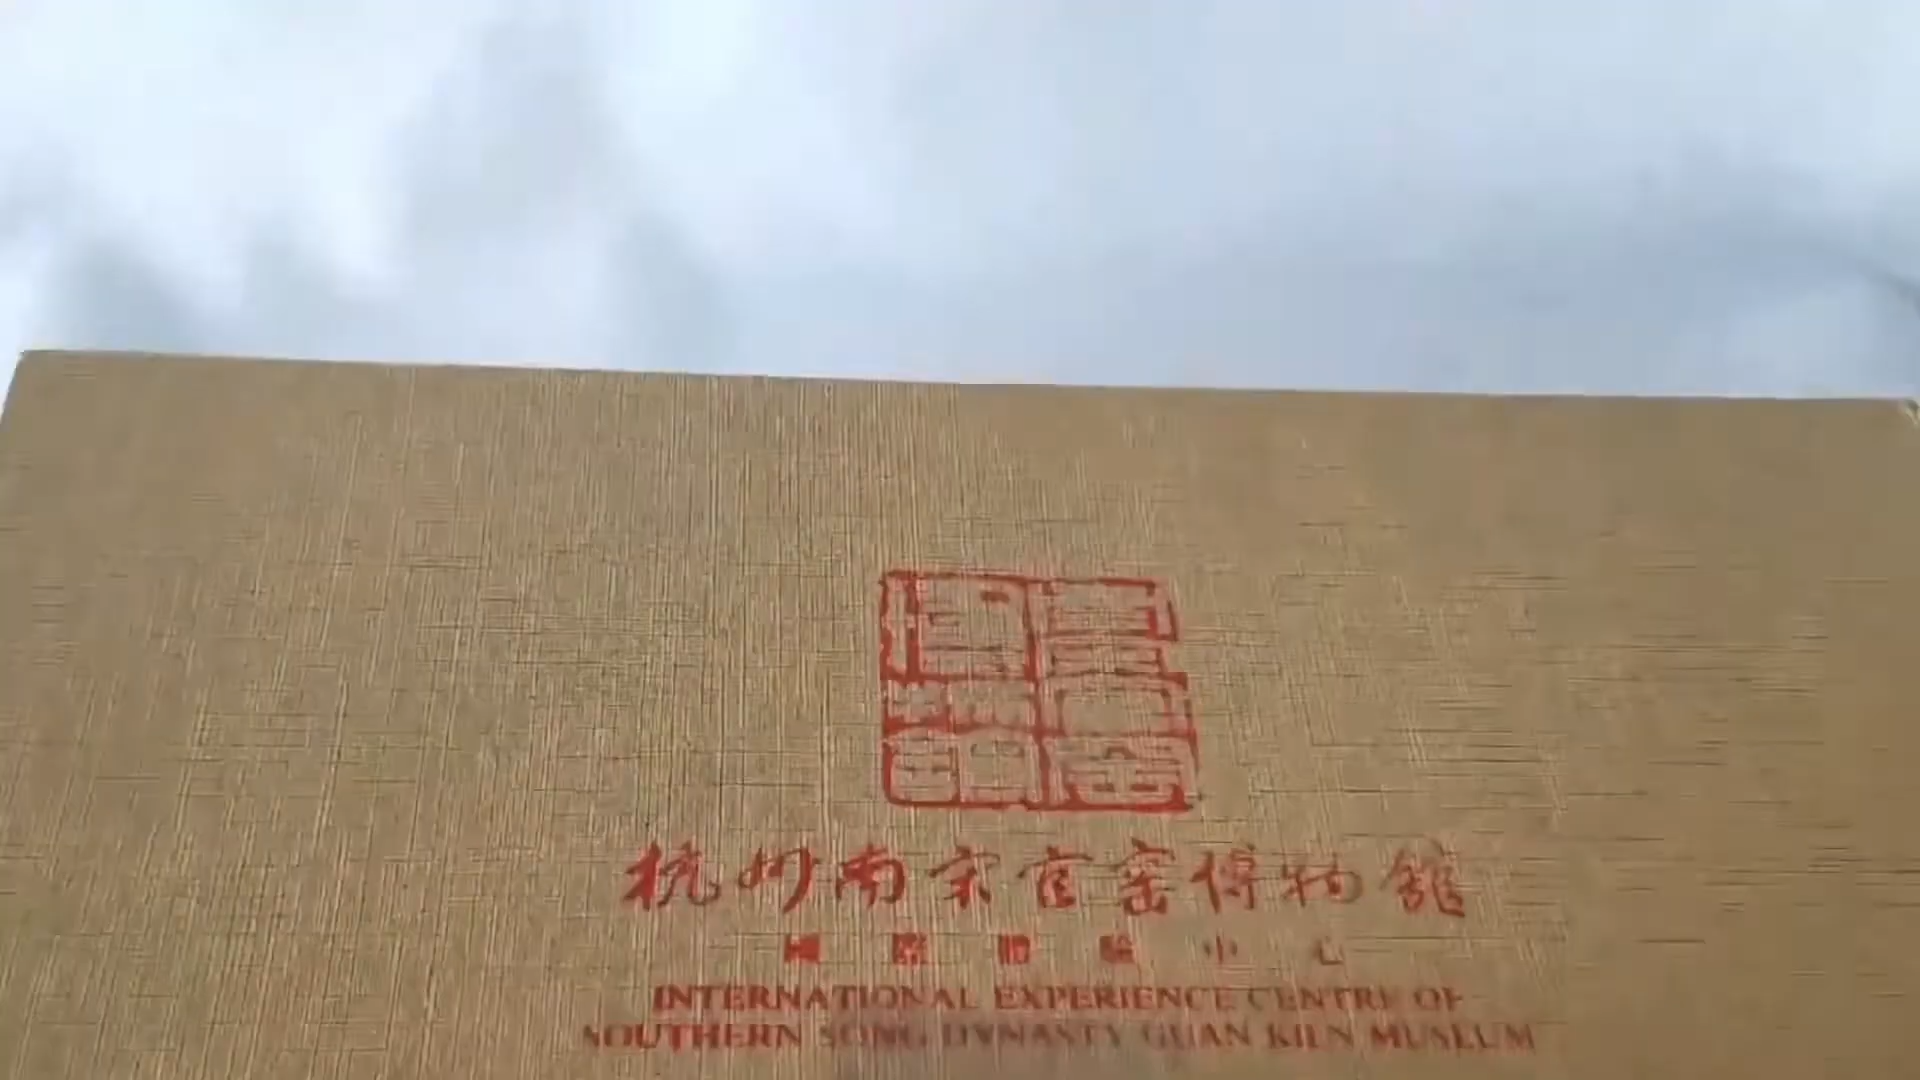 杭州南宋官窑博物館
國際體驗中心
INTERNATIONAL EXPERIENCE CENTRE OF
SOUTHERN SONG DYNASTY GUAN KILN MUSEUM